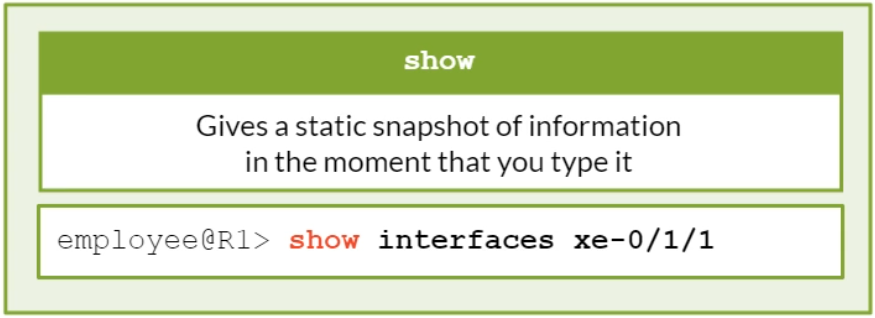 show
Gives a static snapshot of information
in the moment that you type it
employee@R1> show interfaces xe-0/1/1